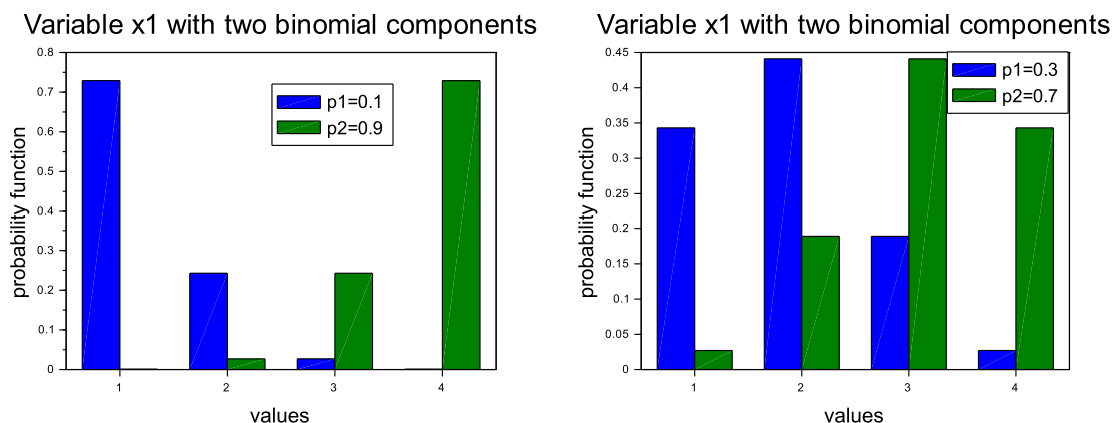 Variable x1 with two binomial components
probability function
0.8
0.7
0.6
0.5
0.4
0.3
0.2
0.1
0
p1=0.1
p2=0.9
1 2 3 4
values
Variable x1 with two binomial components
probability function
0.45
0.4
0.35
0.3
0.25
0.2
0.15
0.1
0.05
0
p1=0.3
p2=0.7
1 2 3 4
values